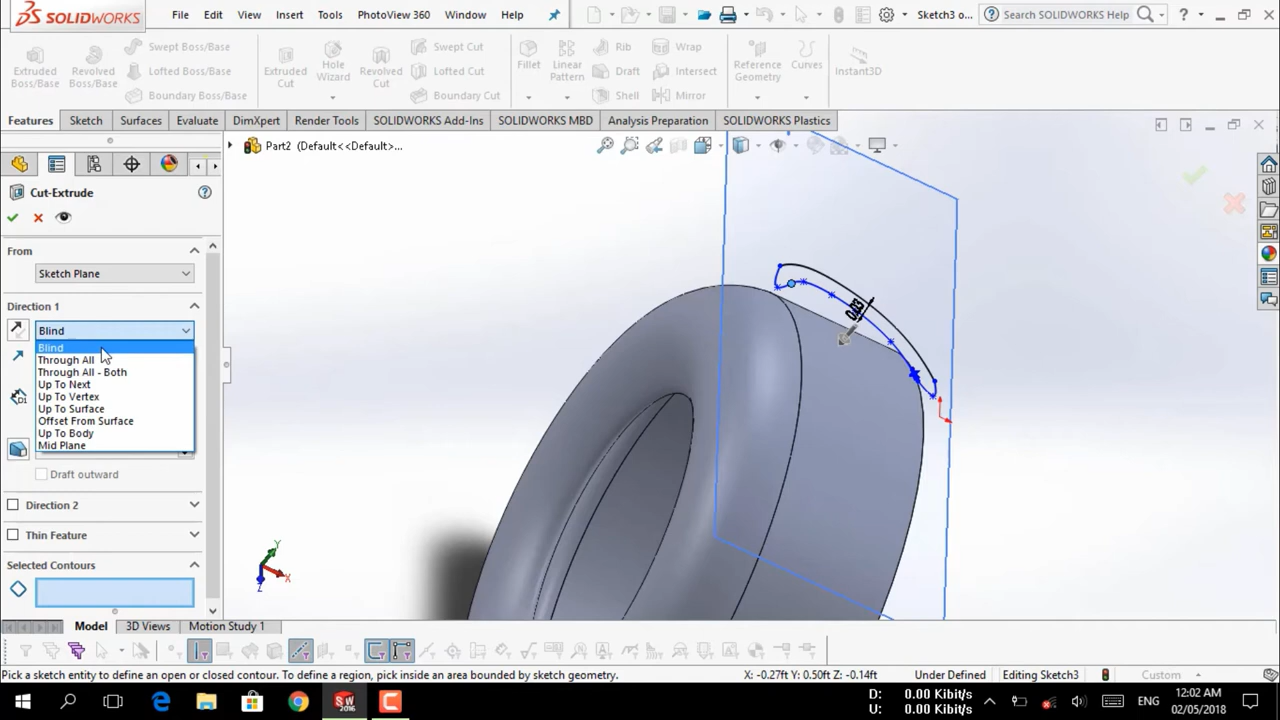 SOLIDWORKS
File Edit View Insert Tools PhotoView 360 Window Help
Sketch3 o...
Search SOLIDWORKS Help
?
Extruded Boss/Base
Revolved Boss/Base
Swept Boss/Base
Lofted Boss/Base
Boundary Boss/Base
Extruded Cut
Hole Wizard
Revolved Cut
Swept Cut
Lofted Cut
Boundary Cut
Fillet
Linear Pattern
Rib
Draft
Shell
Wrap
Intersect
Mirror
Reference Geometry
Curves
Instant3D
Features Sketch Surfaces Evaluate DimXpert Render Tools SOLIDWORKS Add-Ins SOLIDWORKS MBD Analysis Preparation SOLIDWORKS Inspection
Part2 (Default<<Default>...
Cut-Extrude
From
Sketch Plane
Direction 1
Blind
Blind
Through All
Through All - Both
Up To Next
Up To Vertex
Up To Surface
Offset From Surface
Up To Body
Mid Plane
Draft outward
Direction 2
Thin Feature
Selected Contours
0.03
Y
X
Z
Model 3D Views Motion Study 1
Pick a sketch entity to define an open or closed contour. To define a region, pick inside an area bounded by sketch geometry.
X: -0.27ft Y: 0.50ft Z: -0.14ft Under Defined Editing Sketch3 Custom
SW 2016
D: 0.00 Kibit/s
U: 0.00 Kibit/s
ENG
12:02 AM
02/05/2018